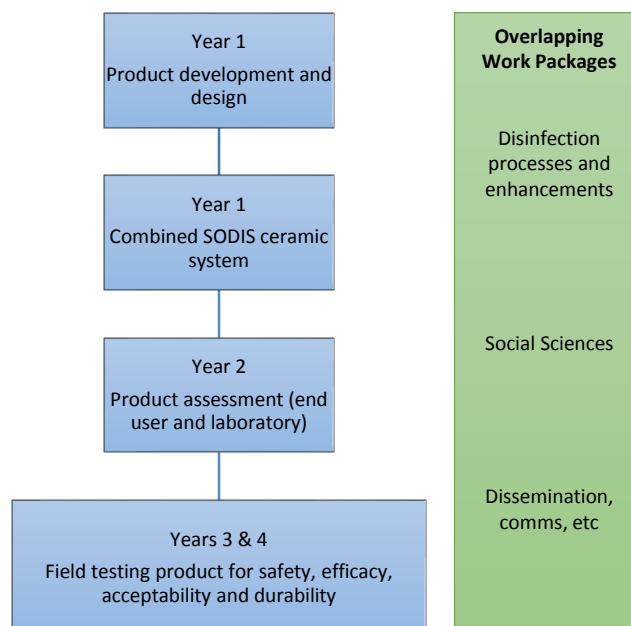 Year 1
Product development and
design
Year 1
Combined SODIS ceramic
system
Year 2
Product assessment (end
user and laboratory)
Years 3 & 4
Field testing product for safety, efficacy,
acceptability and durability
Overlapping
Work Packages
Disinfection
processes and
enhancements
Social Sciences
Dissemination,
comms, etc